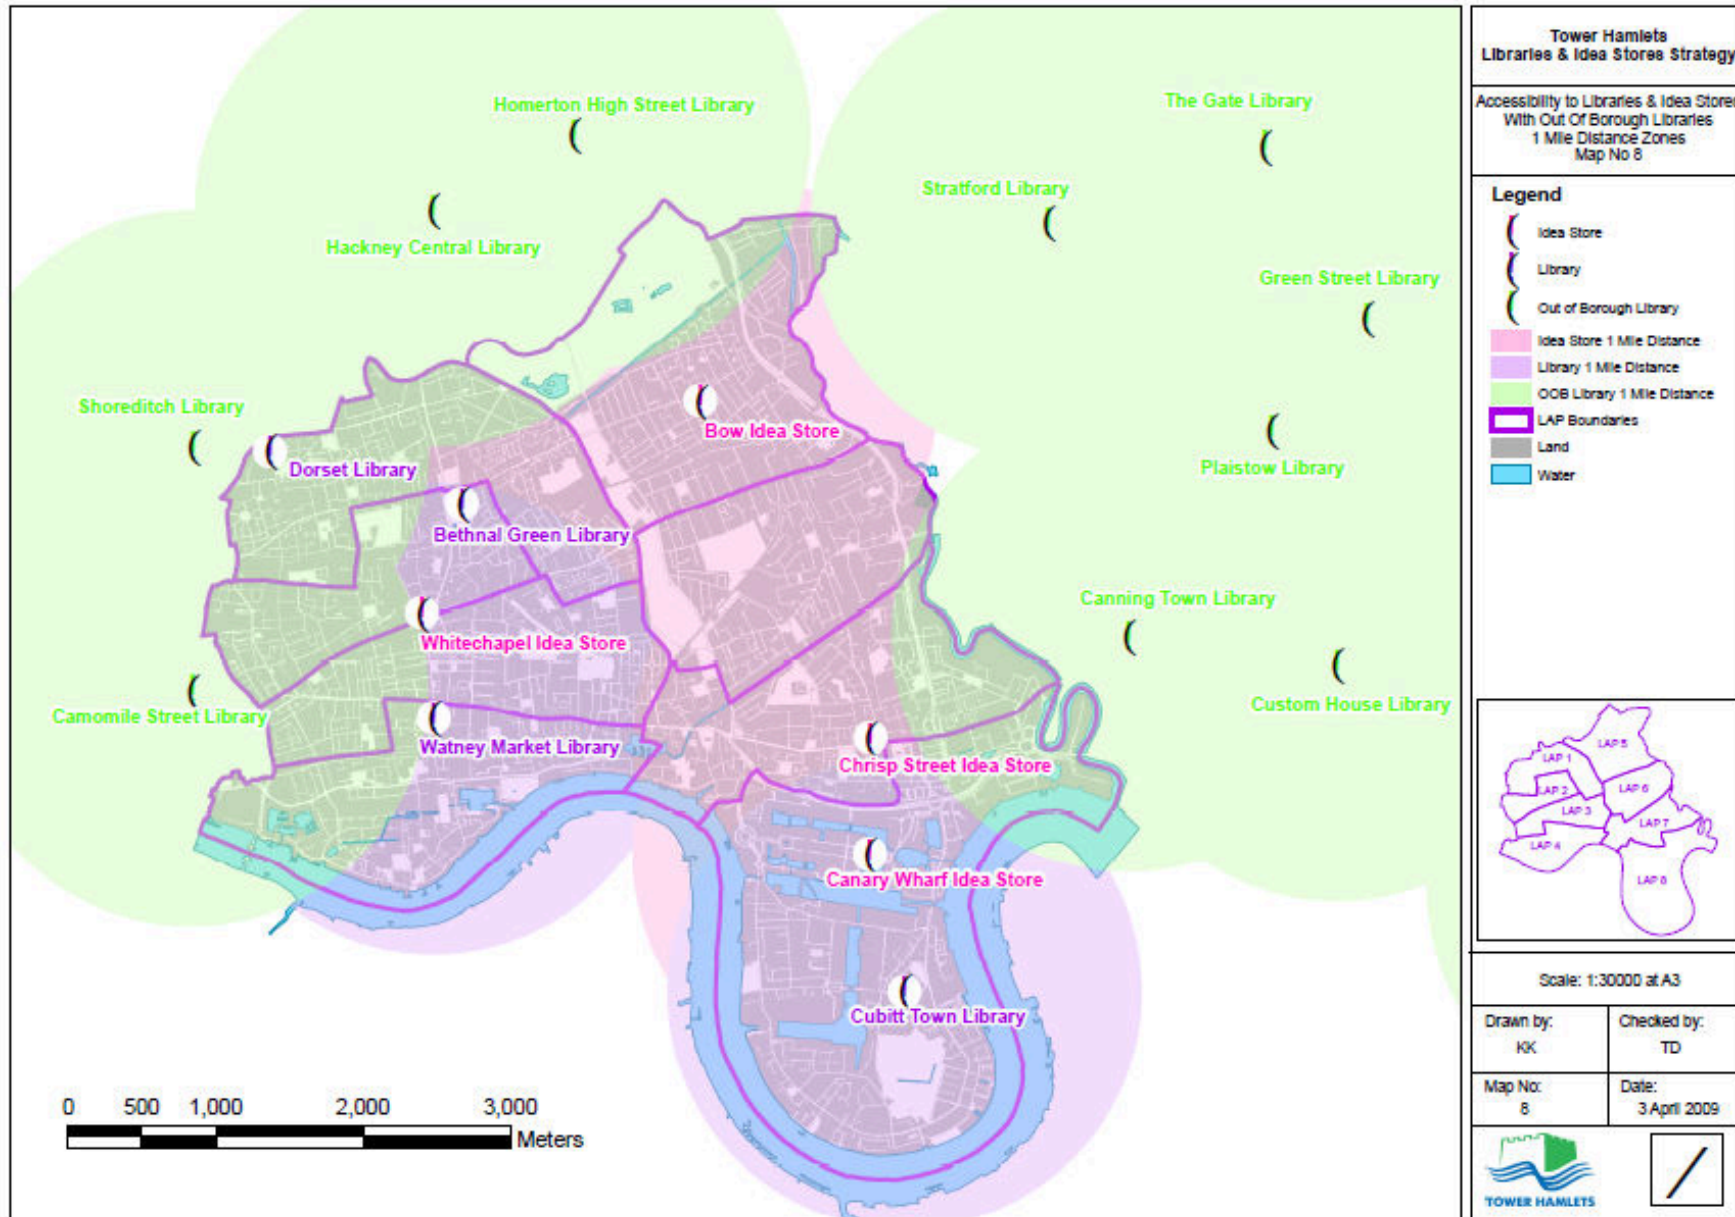 Homerton High Street Library
The Gate Library
Stratford Library
Hackney Central Library
Green Street Library
Shoreditch Library
Bow Idea Store
Dorset Library
Plaistow Library
Bethnal Green Library
Canning Town Library
Whitechapel Idea Store
Custom House Library
Camomile Street Library
Watney Market Library
Chrisp Street Idea Store
Canary Wharf Idea Store
Cubitt Town Library
0 500 1,000 2,000 3,000
Meters
Tower Hamlets
Libraries & Idea Stores Strategy
Accessibility to Libraries & Idea Stores
With Out Of Borough Libraries
1 Mile Distance Zones
Map No 8
Legend
Idea Store
Library
Out of Borough Library
Idea Store 1 Mile Distance
Library 1 Mile Distance
OOB Library 1 Mile Distance
LAP Boundaries
Land
Water
LAP 5
LAP 1
LAP 2
LAP 6
LAP 3
LAP 7
LAP 4
LAP 8
Scale: 1:30000 at A3
Drawn by:
KK
Checked by:
TD
Map No:
8
Date:
3 April 2009
TOWER HAMLETS